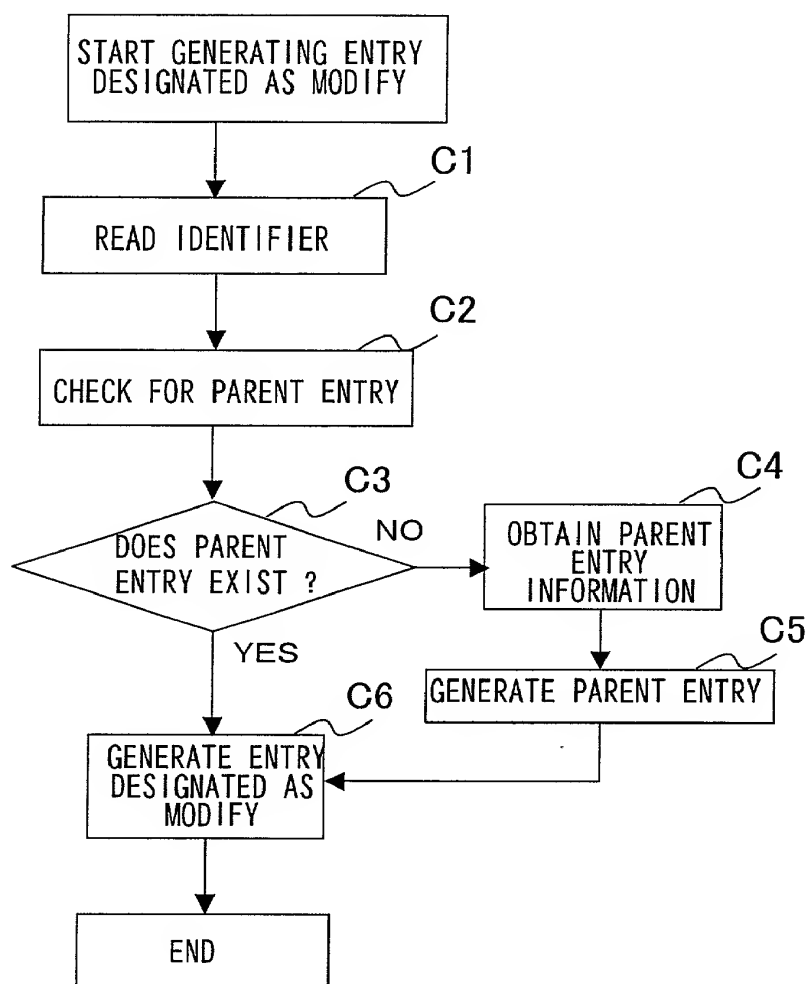 START GENERATING ENTRY
DESIGNATED AS MODIFY
C1
READ IDENTIFIER
C2
CHECK FOR PARENT ENTRY
C3
DOES PARENT
ENTRY EXIST ?
NO
YES
C4
OBTAIN PARENT
ENTRY
INFORMATION
C5
GENERATE PARENT ENTRY
C6
GENERATE ENTRY
DESIGNATED AS
MODIFY
END